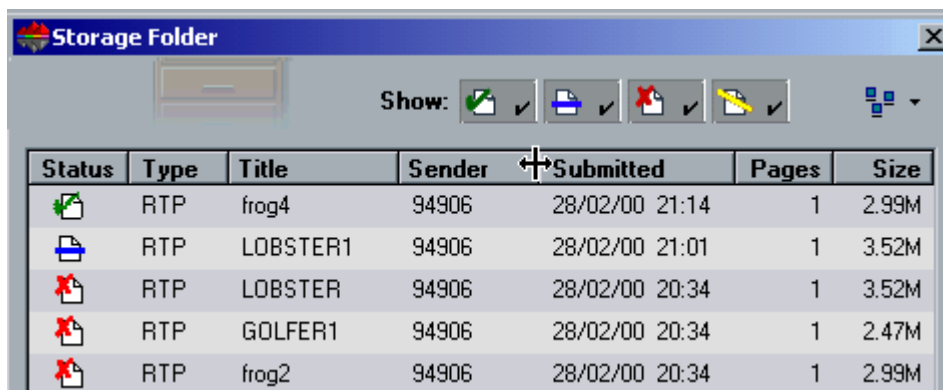 Storage Folder
Show:
Status Type Title Sender Submitted Pages Size
RTP frog4 94906 28/02/00 21:14 1 2.99M
RTP LOBSTER1 94906 28/02/00 21:01 1 3.52M
RTP LOBSTER 94906 28/02/00 20:34 1 3.52M
RTP GOLFER1 94906 28/02/00 20:34 1 2.47M
RTP frog2 94906 28/02/00 20:34 1 2.99M